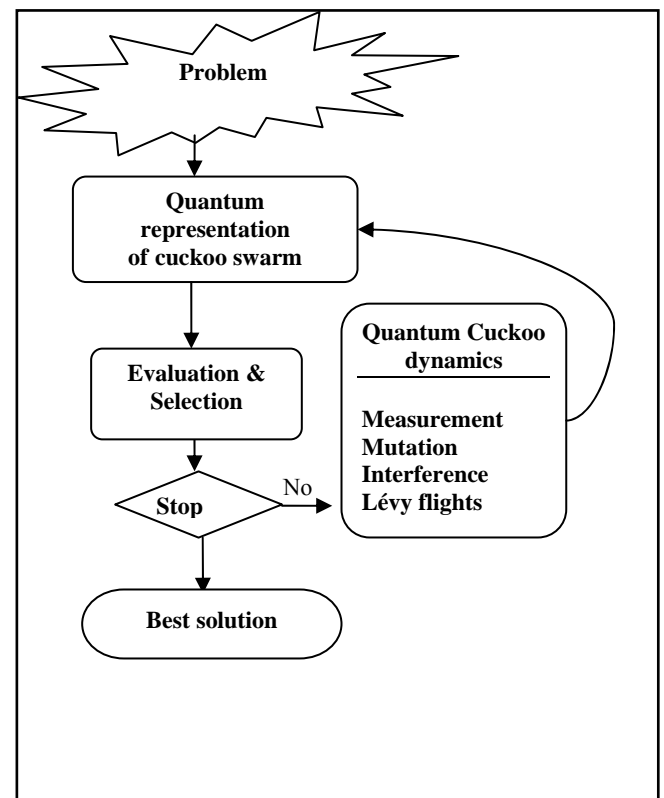 Problem
Quantum
representation
of cuckoo swarm
Evaluation &
Selection
Stop
No
Quantum Cuckoo
dynamics
Measurement
Mutation
Interference
Lévy flights
Best solution